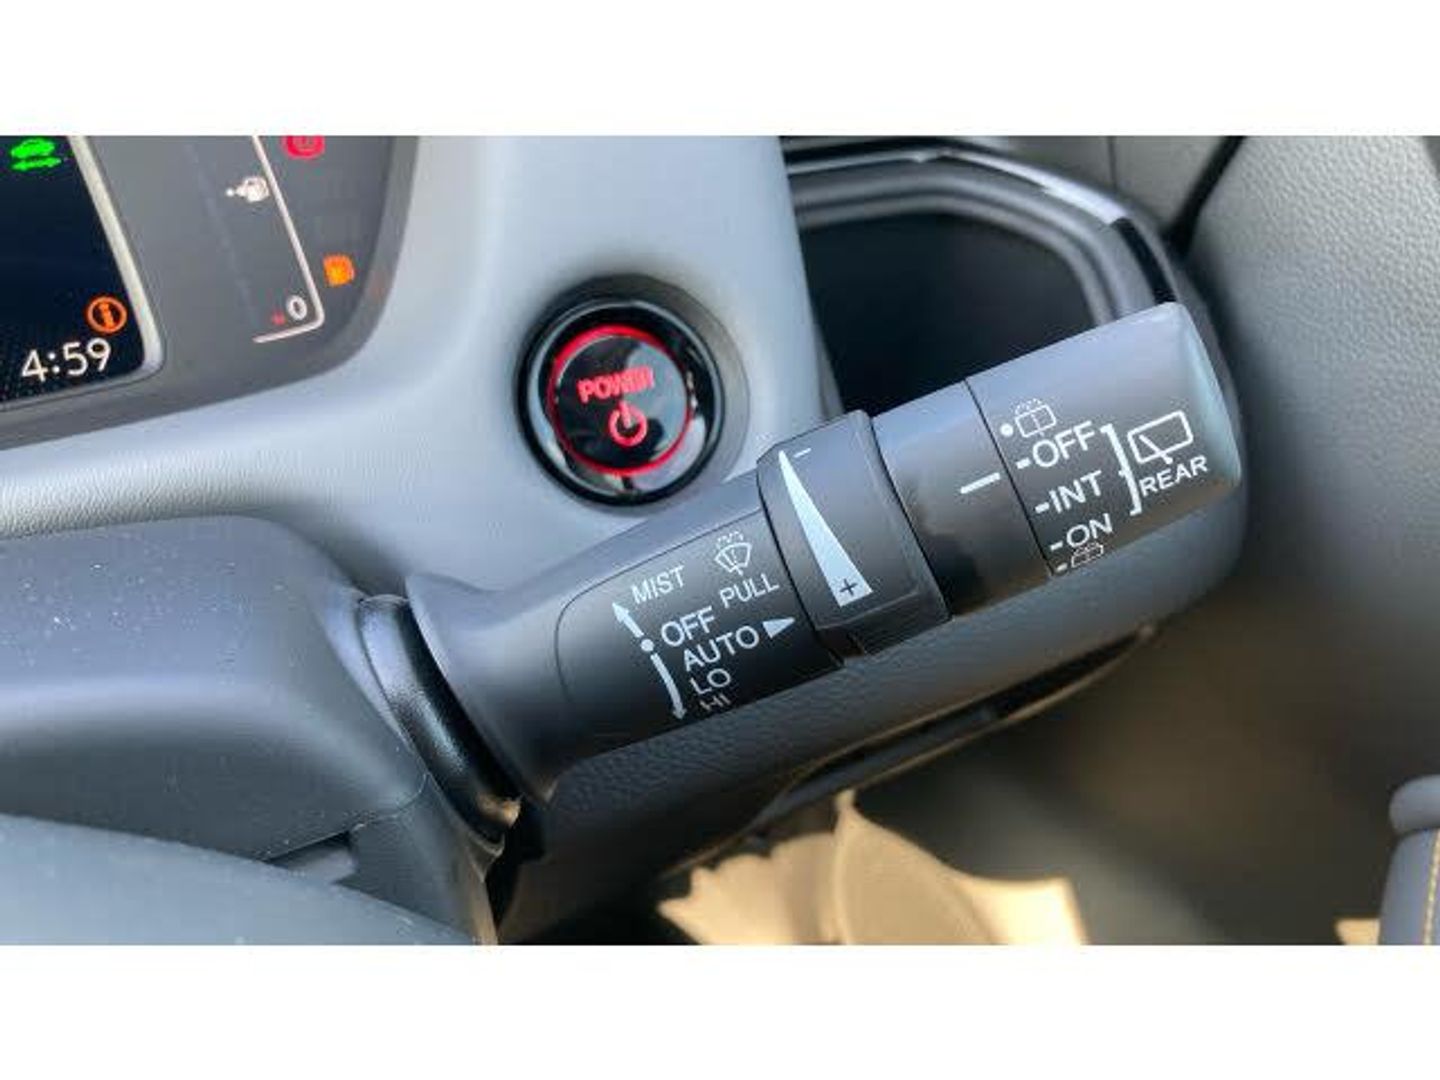 4:59
0
POWER
MIST
PULL
OFF
AUTO
LO
HI
-
+
OFF
INT
ON
REAR